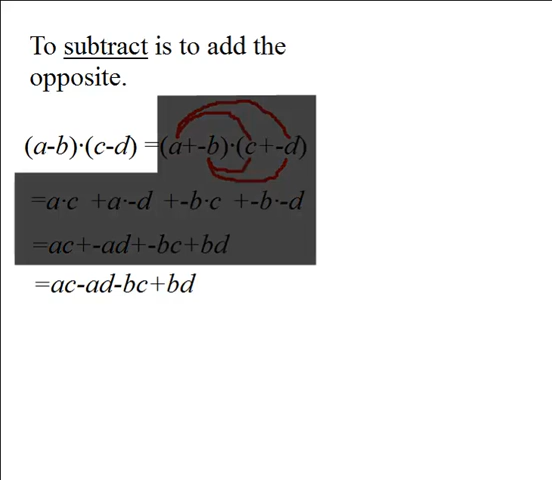 To subtract is to add the
opposite.
(a-b)·(c-d) =(a+-b)·(c+-d)
=a·c +a·-d +-b·c +-b·-d
=ac+-ad+-bc+bd
=ac-ad-bc+bd